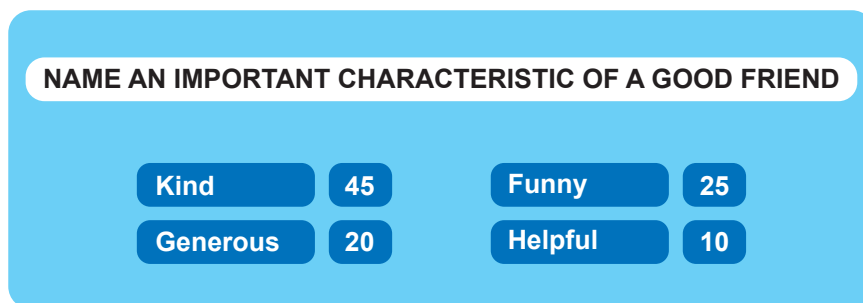 NAME AN IMPORTANT CHARACTERISTIC OF A GOOD FRIEND
Kind 45 Funny 25
Generous 20 Helpful 10